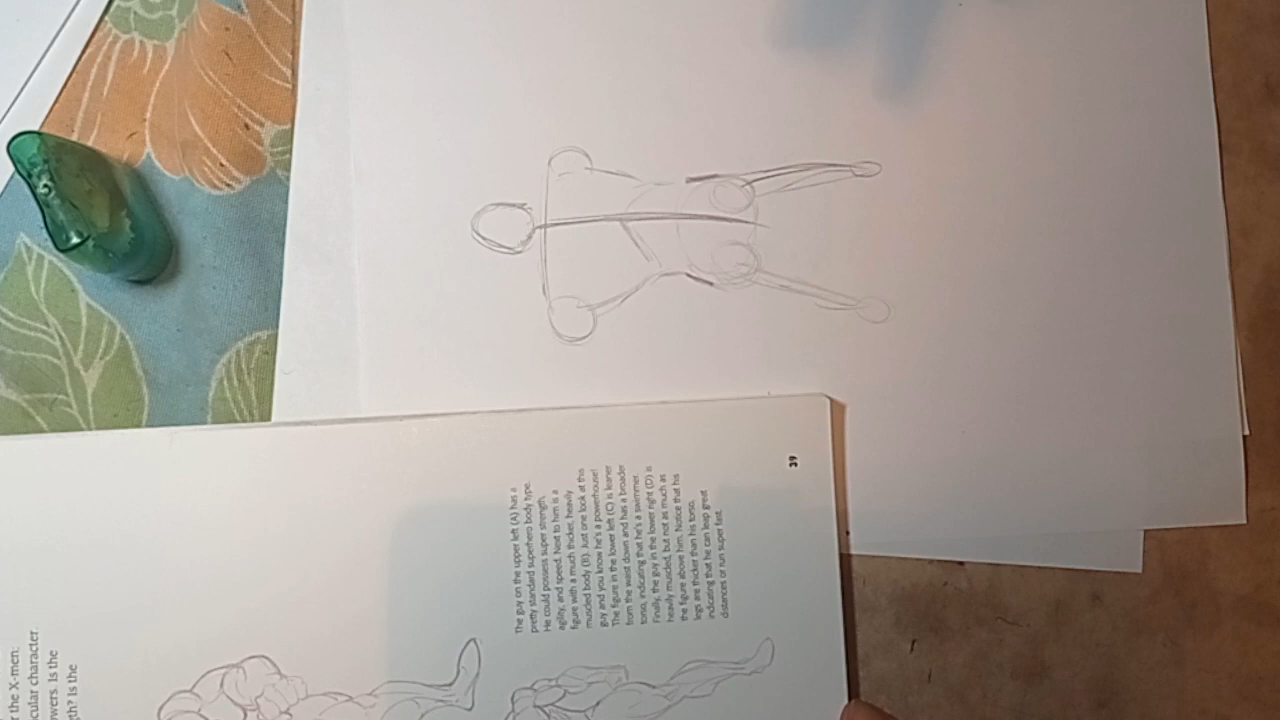 r the X-men:
cular character.
wers. Is the
gth? Is the
The guy on the upper left (A) has a
pretty standard superhero body type.
He could possess super strength,
agility, and speed. Next to him is a
figure with a much thicker, heavily
muscled body (B). Just one look at this
guy and you know he's a powerhouse!
The figure in the lower left (C) is leaner
from the waist down and has a broader
torso, indicating that he's a swimmer.
Finally, the guy in the lower right (D) is
heavily muscled, but not as much as
the figure above him. Notice that his
legs are thicker than his torso,
indicating that he can leap great
distances or run super fast.
39